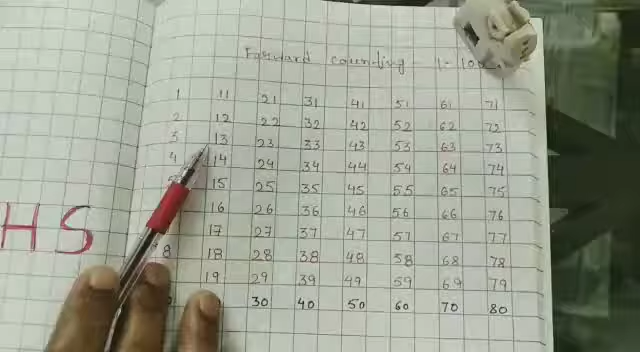 Forward counting - 1-10
1 11 21 31 41 51 61 71
2 12 22 32 42 52 62 72
3 13 23 33 43 53 63 73
4 14 24 34 44 54 64 74
15 25 35 45 55 65 75
16 26 36 46 56 66 76
17 27 37 47 57 67 77
8 18 28 38 48 58 68 78
19 29 39 49 59 69 79
30 40 50 60 70 80
HS